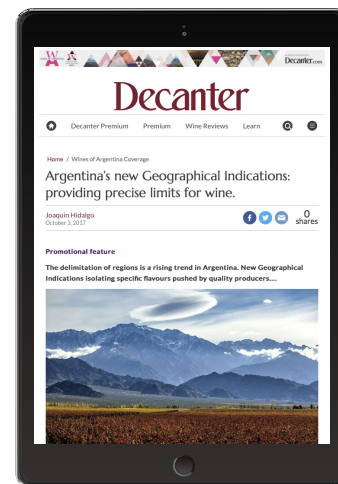 Decanter.com
Decanter
Decanter Premium Premium Wine Reviews Learn
Home / Wines of Argentina Coverage
Argentina's new Geographical Indications:
providing precise limits for wine.
Joaquin Hidalgo
October 3, 2017
0
shares
Promotional feature
The delimitation of regions is a rising trend in Argentina. New Geographical
Indications isolating specific flavours pushed by quality producers....